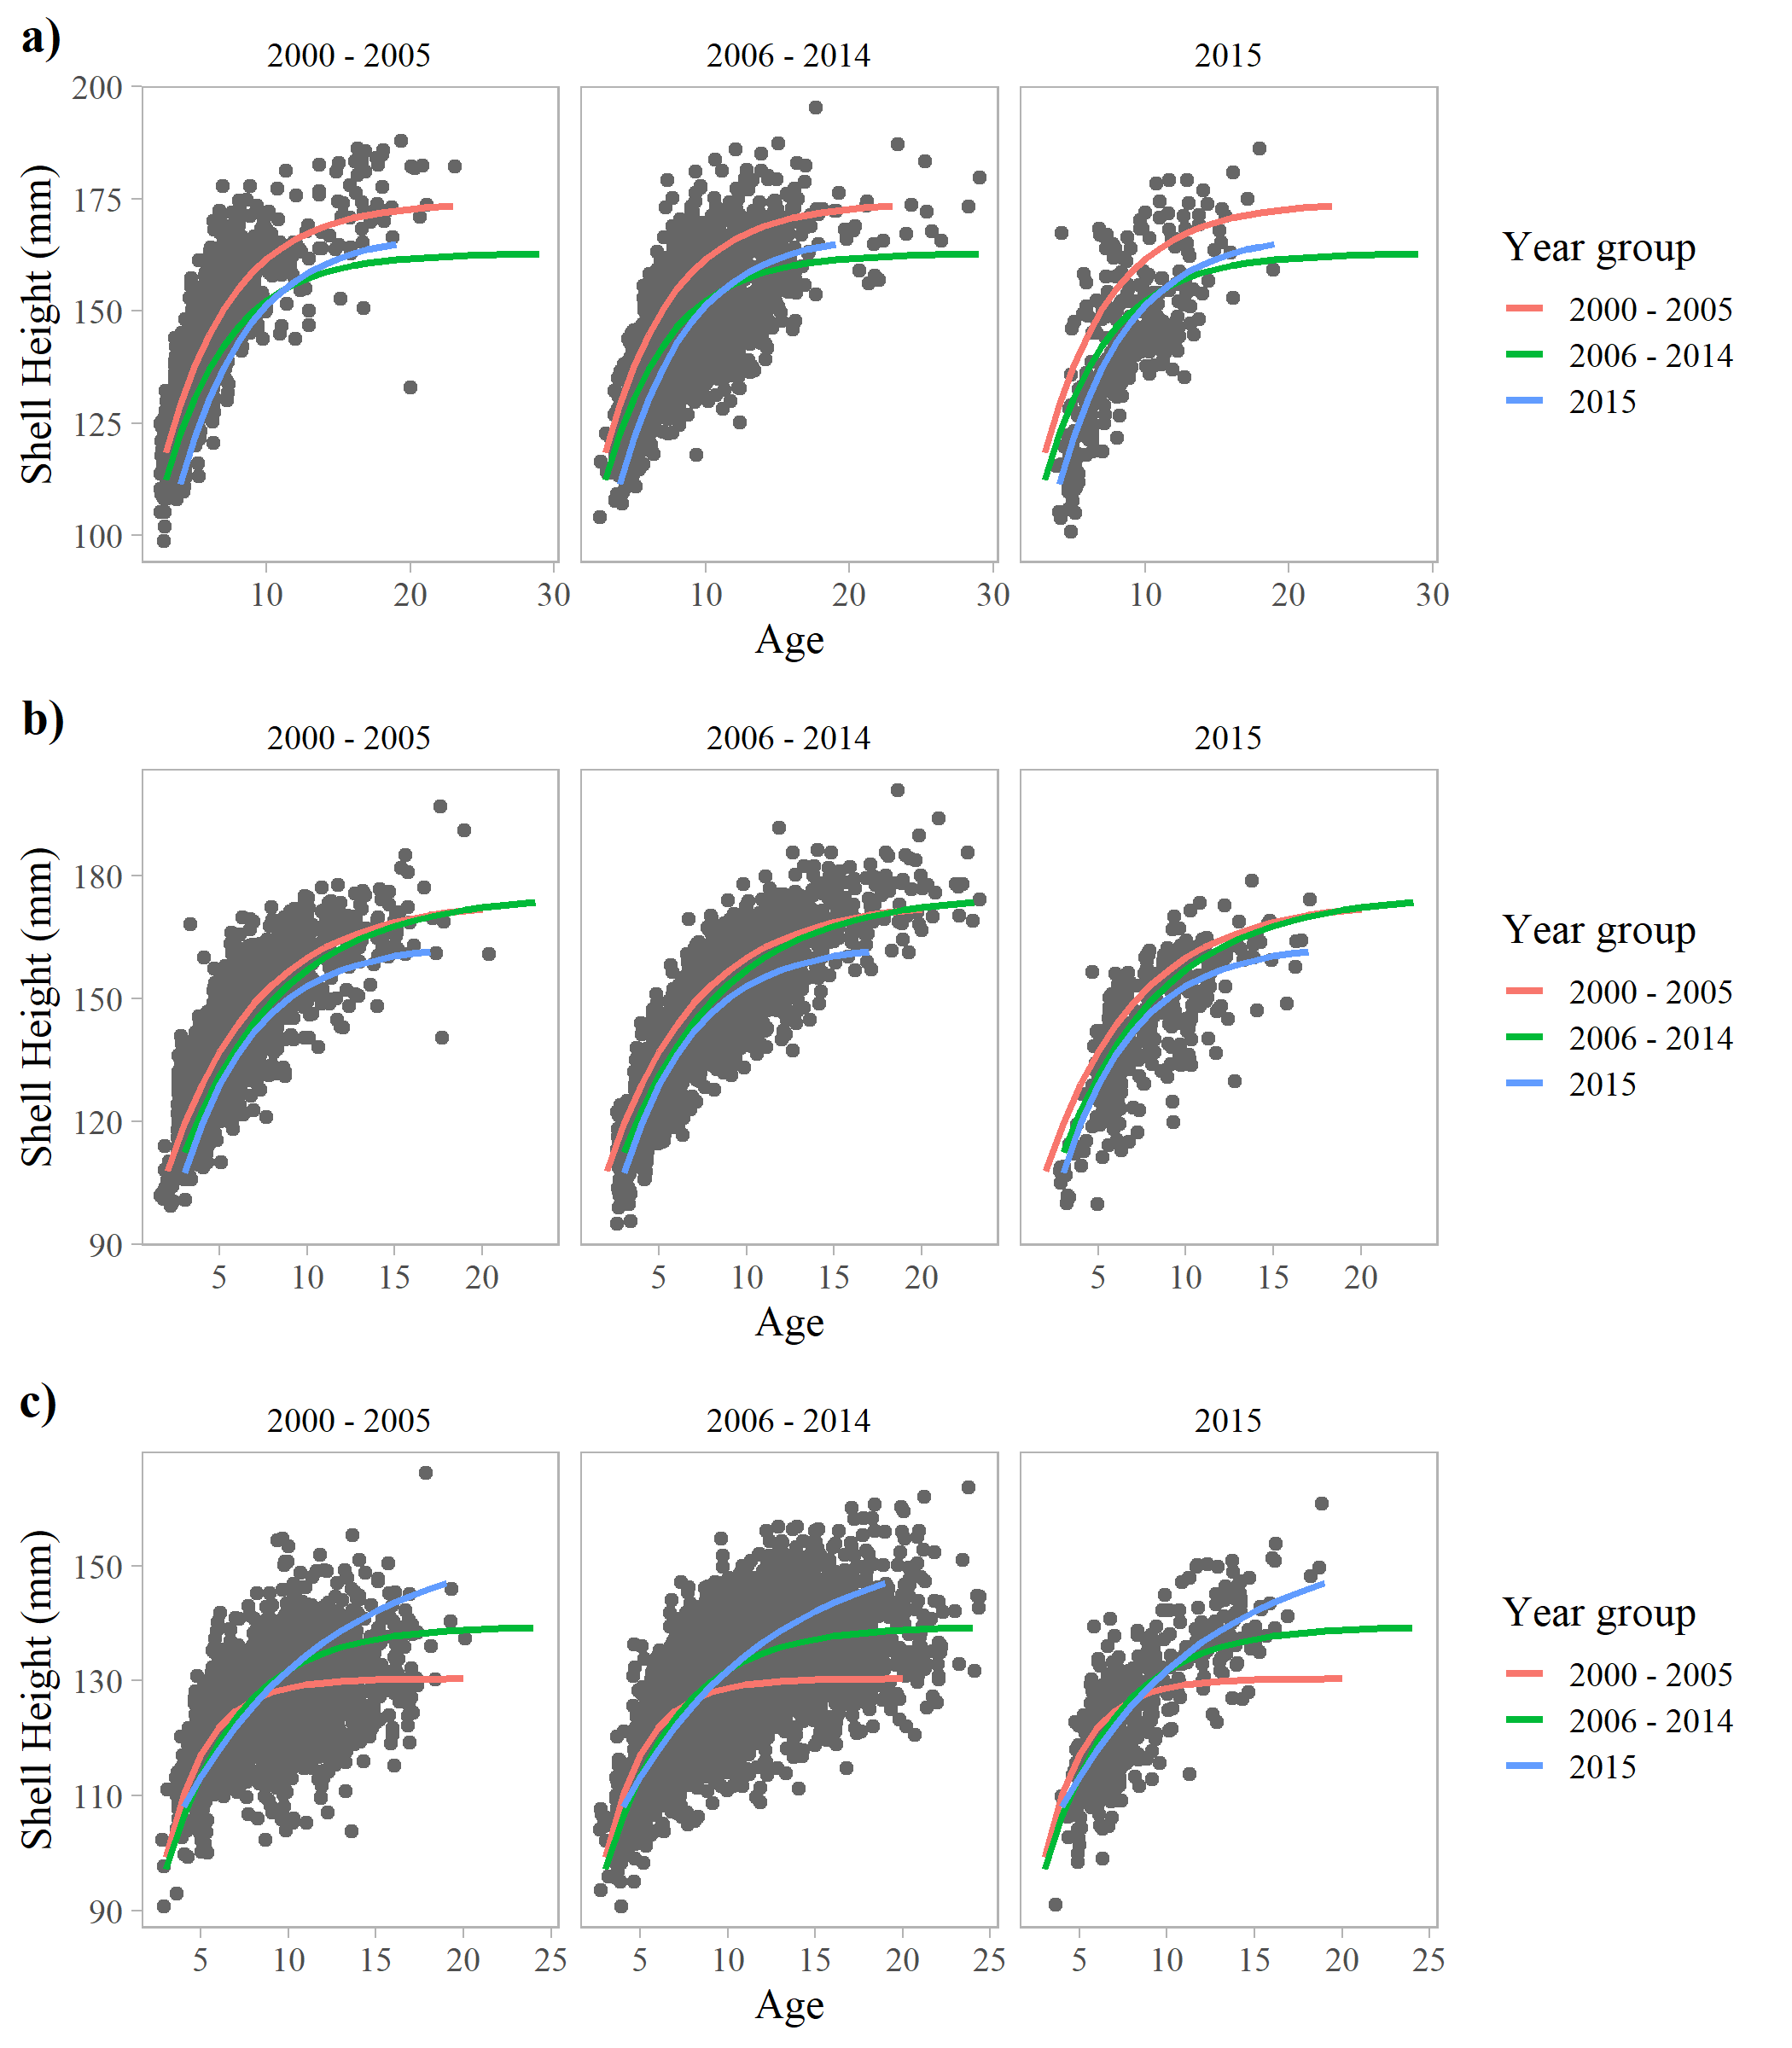 a)
2000 - 2005 2006 - 2014 2015
200
175
150
125
100
Shell Height (mm)
10 20 30 10 20 30 10 20 30
Age
Year group
2000 - 2005
2006 - 2014
2015
b)
2000 - 2005 2006 - 2014 2015
180
150
120
90
Shell Height (mm)
5 10 15 20 5 10 15 20 5 10 15 20
Age
Year group
2000 - 2005
2006 - 2014
2015
c)
2000 - 2005 2006 - 2014 2015
150
130
110
90
Shell Height (mm)
5 10 15 20 25 5 10 15 20 25 5 10 15 20 25
Age
Year group
2000 - 2005
2006 - 2014
2015